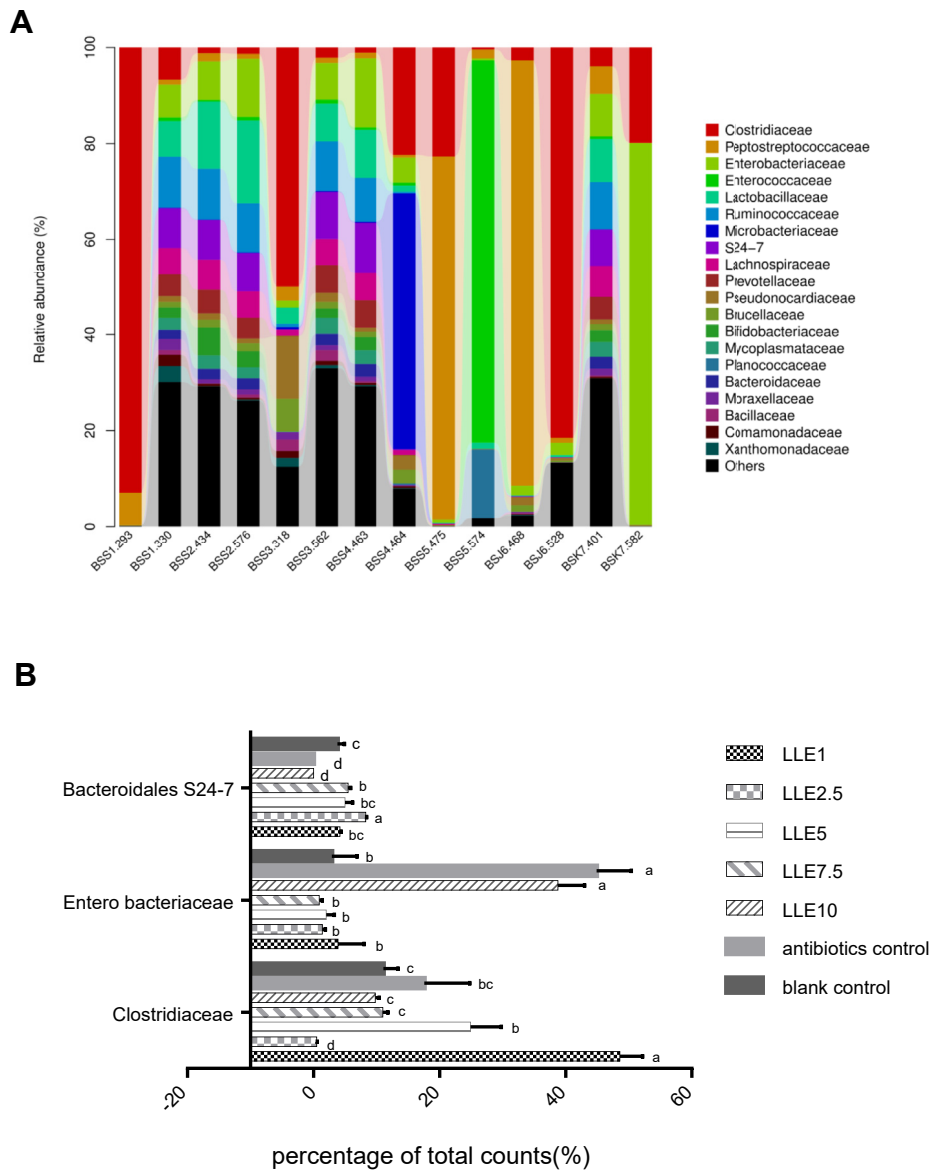 A
Relative abundance (%)
100
80
60
40
20
0
BSS1.293
BSS1.330
BSS2.434
BSS2.576
BSS3.318
BSS3.562
BSS4.463
BSS4.464
BSS5.475
BSS5.574
BSJ6.468
BSJ6.528
BSK7.401
BSK7.582
Clostridiaceae
Peptostreptococcaceae
Enterobacteriaceae
Enterococcaceae
Lactobacillaceae
Ruminococcaceae
Microbacteriaceae
S24−7
Lachnospiraceae
Prevotellaceae
Pseudonocardiaceae
Brucellaceae
Bifidobacteriaceae
Mycoplasmataceae
Planococcaceae
Bacteroidaceae
Moraxellaceae
Bacillaceae
Comamonadaceae
Xanthomonadaceae
Others
B
Bacteroidales S24-7
c
d
d
b
bc
a
bc
Entero bacteriaceae
b
a
a
b
b
b
b
Clostridiaceae
c
bc
c
c
b
d
a
-20
0
20
40
60
percentage of total counts(%)
LLE1
LLE2.5
LLE5
LLE7.5
LLE10
antibiotics control
blank control